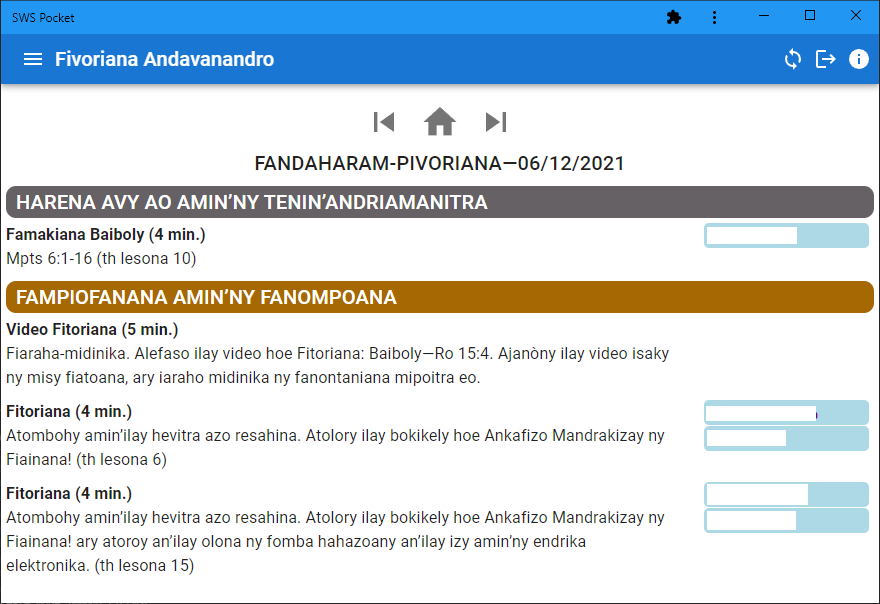 SWS Pocket
Fivoriana Andavanandro
FANDAHARAM-PIVORIANA—06/12/2021
HARENA AVY AO AMIN’NY TENIN’ANDRIAMANITRA
Famakiana Baiboly (4 min.)
Mpts 6:1-16 (th lesona 10)
FAMPIOFANANA AMIN’NY FANOMPOANA
Video Fitoriana (5 min.)
Fiaraha-midinika. Alefaso ilay video hoe Fitoriana: Baiboly—Ro 15:4. Ajanòny ilay video isaky
ny misy fiatoana, ary iaraho midinika ny fanontaniana mipoitra eo.
Fitoriana (4 min.)
Atombohy amin’ilay hevitra azo resahina. Atolory ilay bokikely hoe Ankafizo Mandrakizay ny
Fiainana! (th lesona 6)
Fitoriana (4 min.)
Atombohy amin’ilay hevitra azo resahina. Atolory ilay bokikely hoe Ankafizo Mandrakizay ny
Fiainana! ary atoroy an’ilay olona ny fomba hahazoany an’ilay izy amin’ny endrika
elektronika. (th lesona 15)